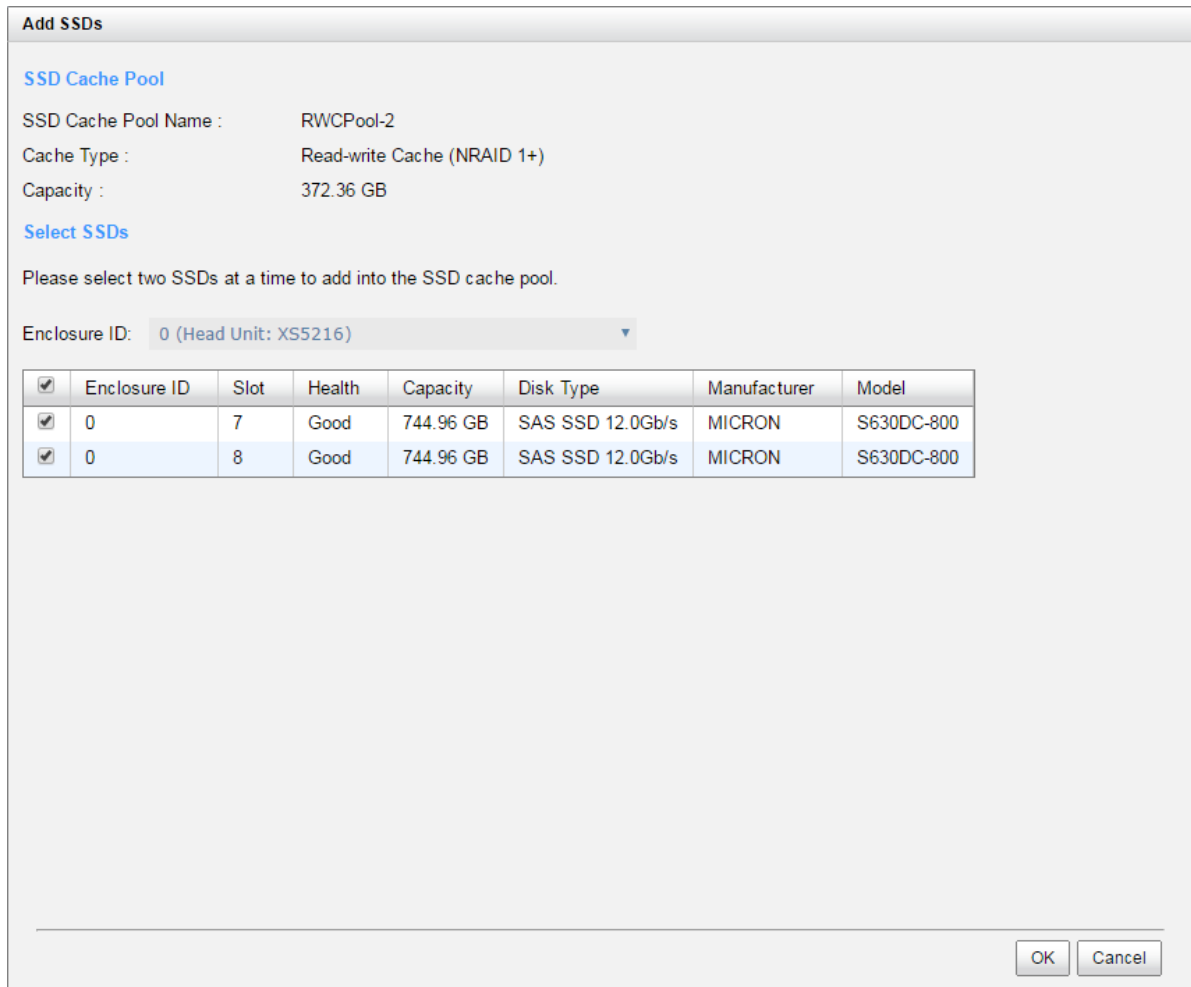 Add SSDs
SSD Cache Pool
SSD Cache Pool Name : RWCPool-2
Cache Type : Read-write Cache (NRAID 1+)
Capacity : 372.36 GB
Select SSDs
Please select two SSDs at a time to add into the SSD cache pool.
Enclosure ID: 0 (Head Unit: XS5216)
Enclosure ID Slot Health Capacity Disk Type Manufacturer Model
0 7 Good 744.96 GB SAS SSD 12.0Gb/s MICRON S630DC-800
0 8 Good 744.96 GB SAS SSD 12.0Gb/s MICRON S630DC-800
OK Cancel